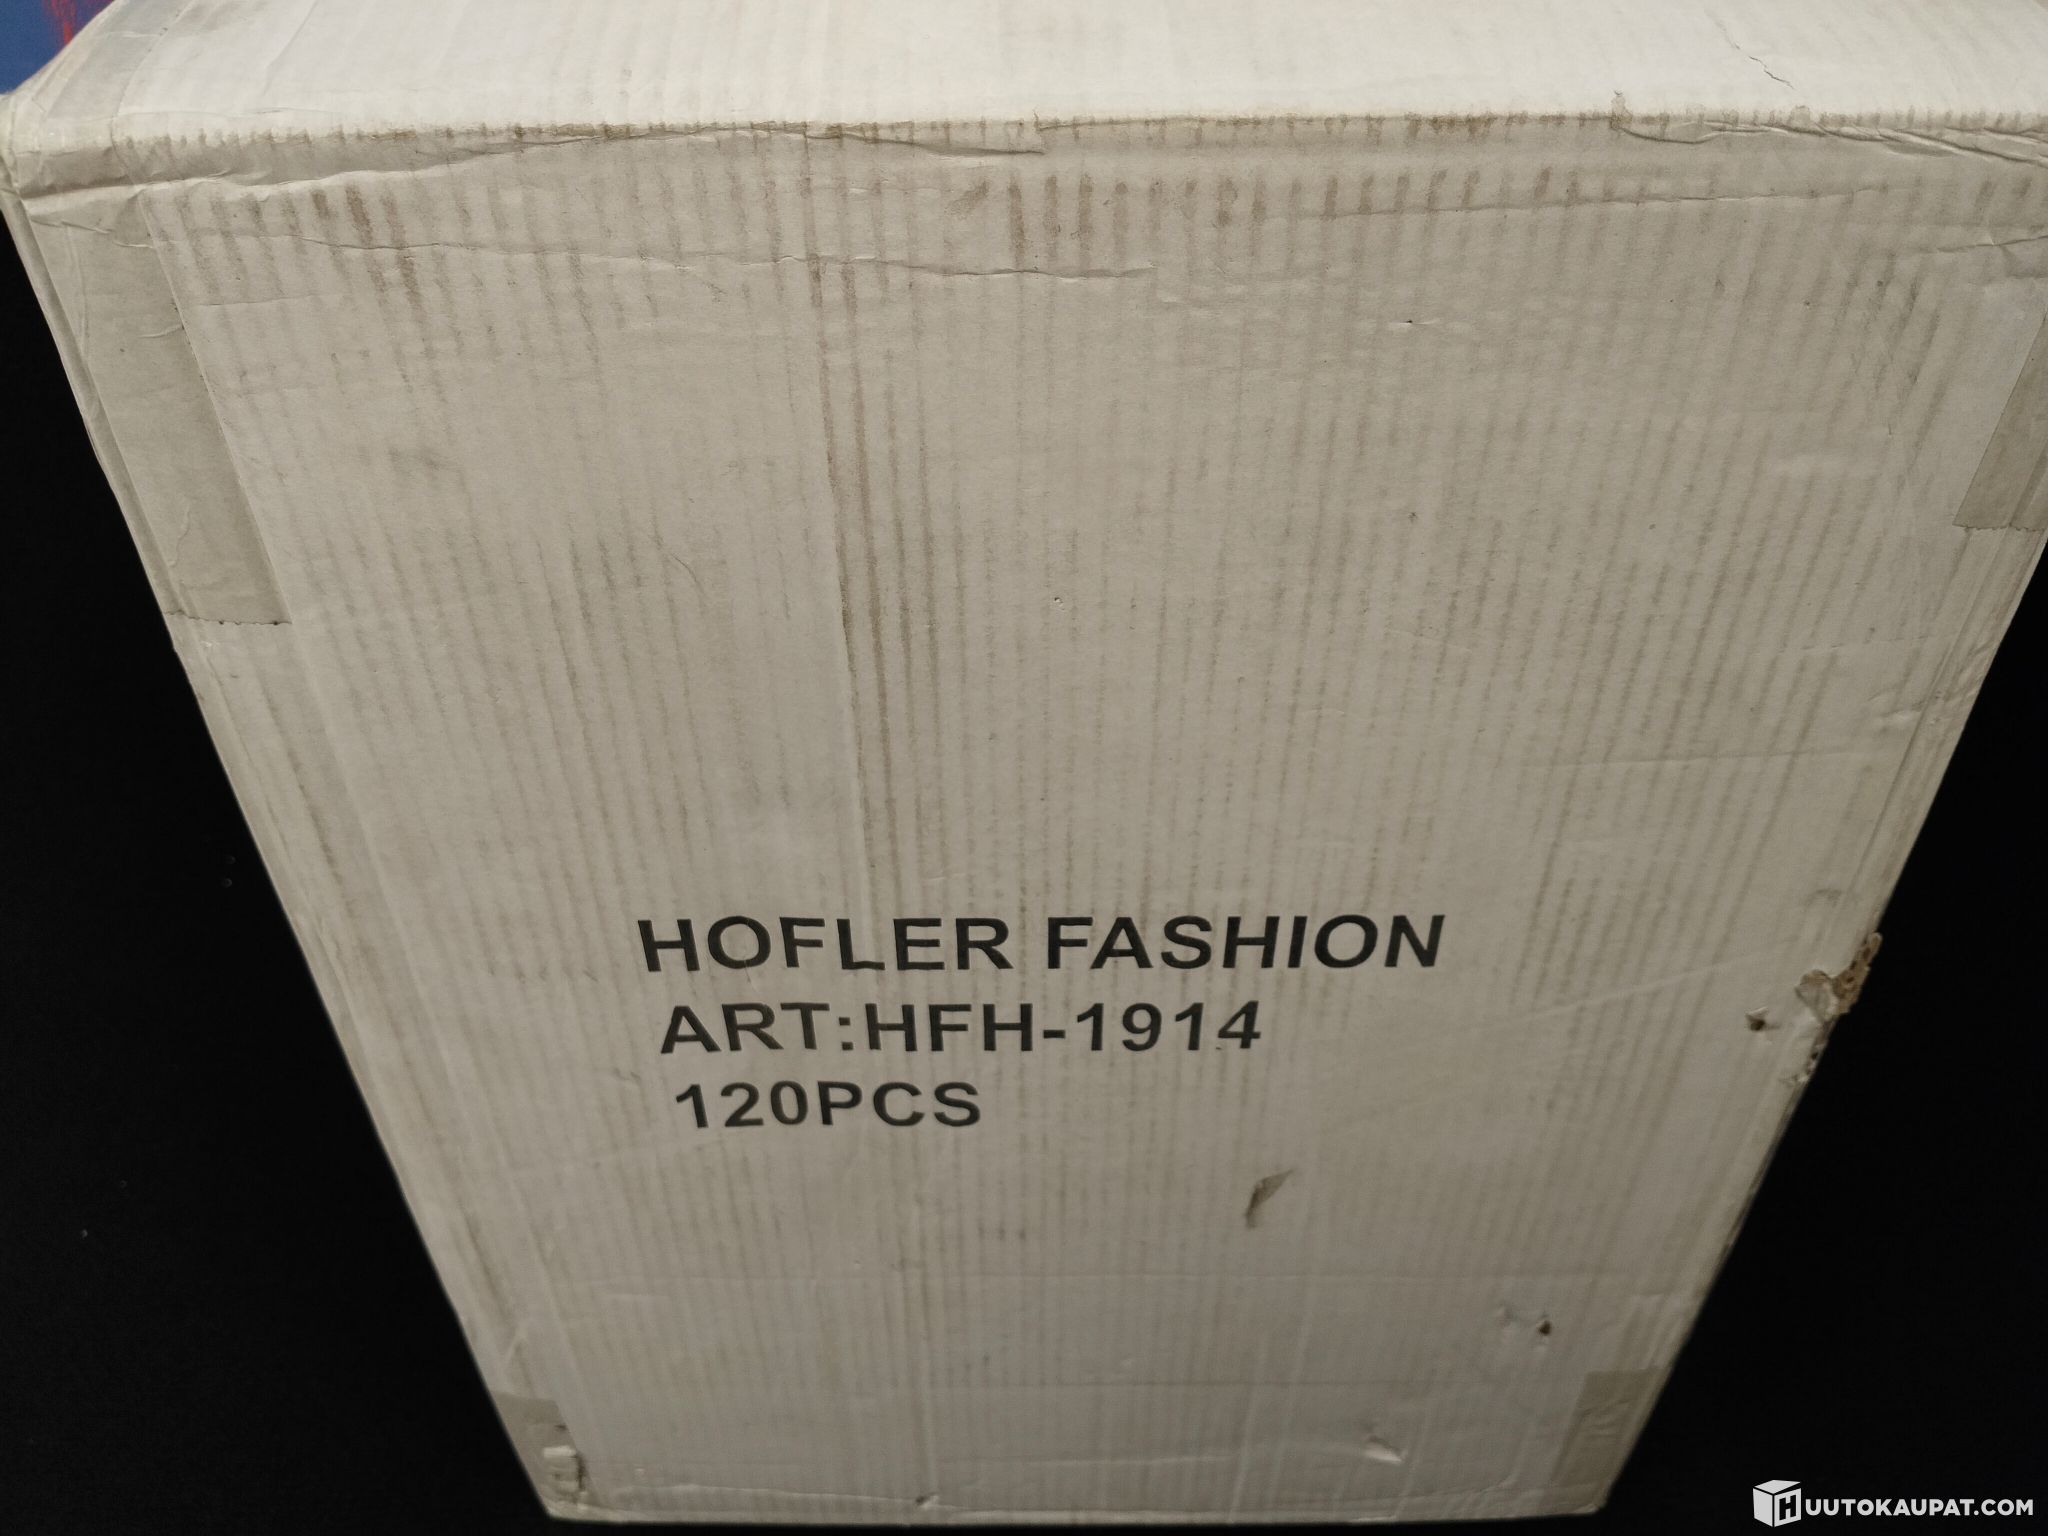 HOFLER FASHION
ART:HFH-1914
120PCS
HUUTOKAUPAT.COM